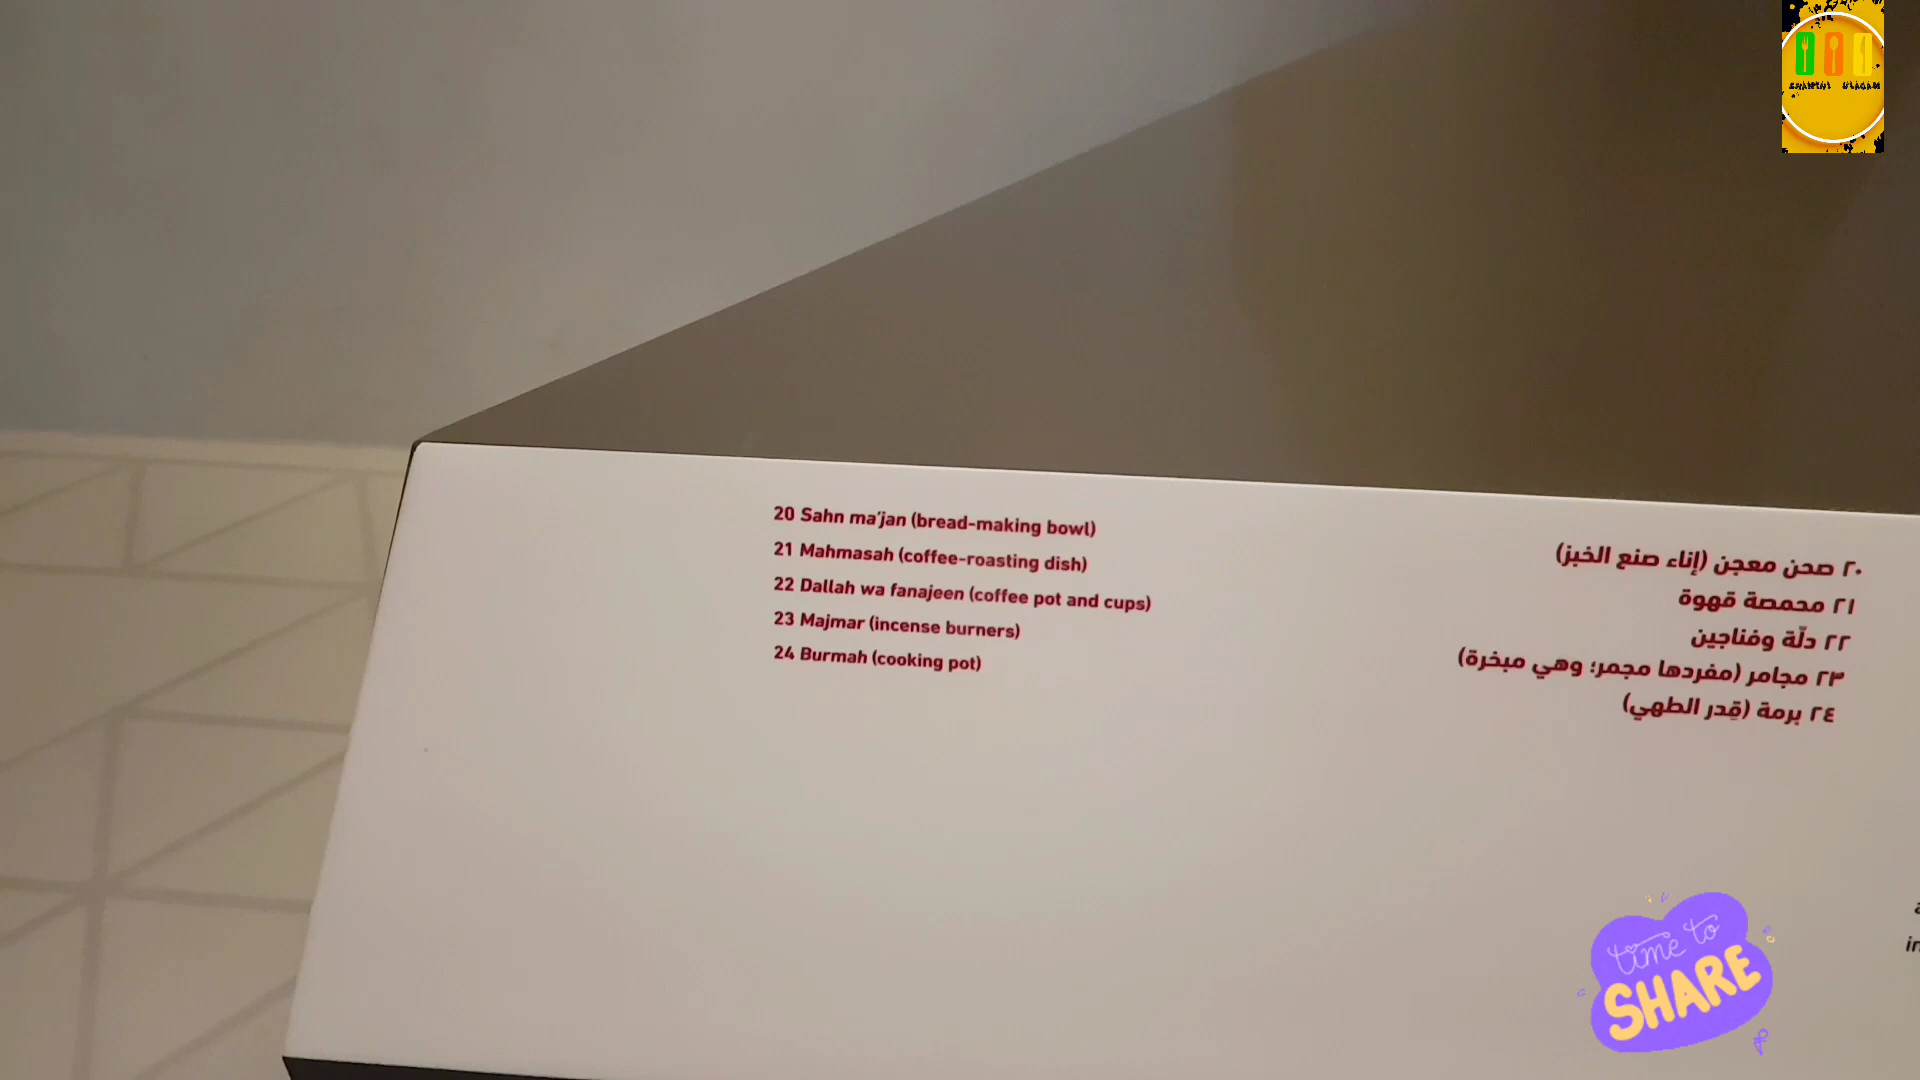 20 Sahn ma'jan (bread-making bowl)
21 Mahmasah (coffee-roasting dish)
22 Dallah wa fanajeen (coffee pot and cups)
23 Majmar (incense burners)
24 Burmah (cooking pot)
٢٠ صحن معجن (إناء صنع الخبز)
٢١ محمصة قهوة
٢٢ دلّة وفناجين
٢٣ مجامر (مفردها مجمر؛ وهي مبخرة)
٢٤ برمة (قِدر الطهي)
time to
SHARE